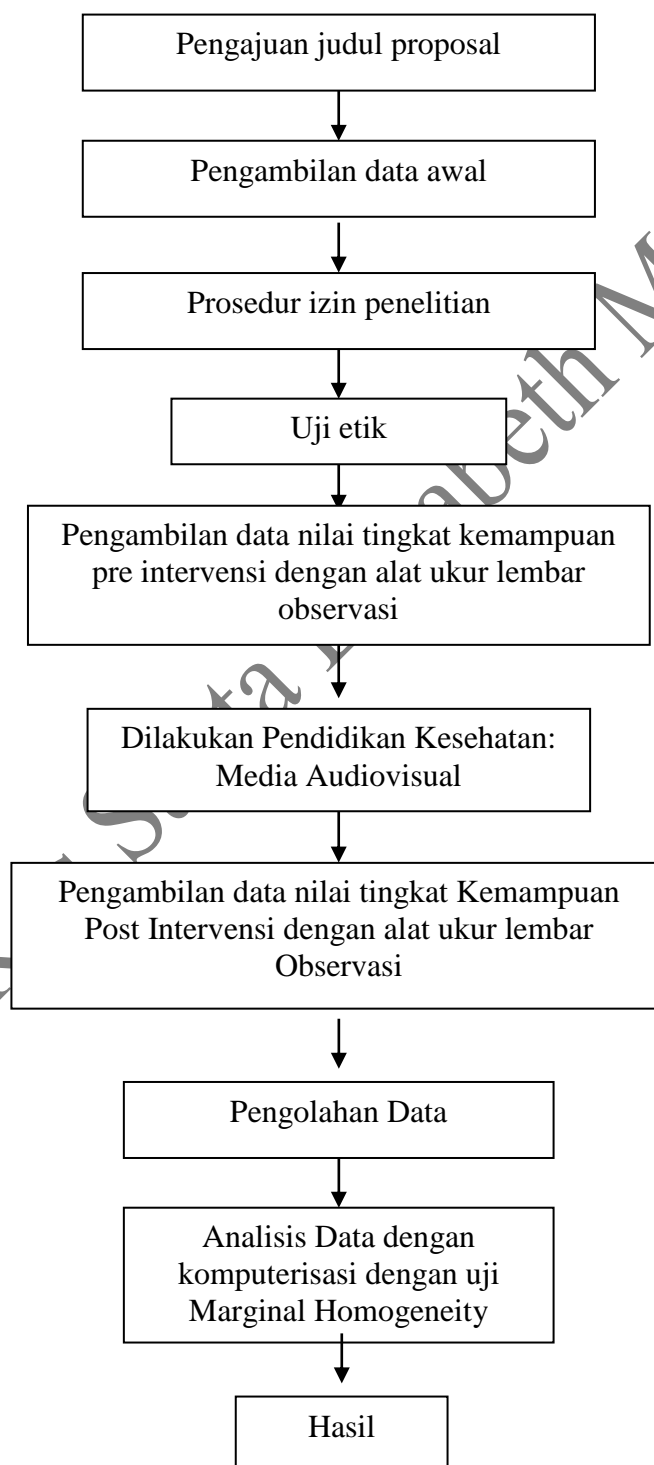 Pengajuan judul proposal
Pengambilan data awal
Prosedur izin penelitian
Uji etik
Pengambilan data nilai tingkat kemampuan
pre intervensi dengan alat ukur lembar
observasi
Dilakukan Pendidikan Kesehatan:
Media Audiovisual
Pengambilan data nilai tingkat Kemampuan
Post Intervensi dengan alat ukur lembar
Observasi
Pengolahan Data
Analisis Data dengan
komputerisasi dengan uji
Marginal Homogeneity
Hasil